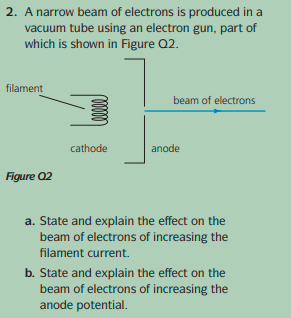 2. A narrow beam of electrons is produced in a
vacuum tube using an electron gun, part of
which is shown in Figure Q2.
filament
beam of electrons
cathode
anode
Figure Q2
a. State and explain the effect on the
beam of electrons of increasing the
filament current.
b. State and explain the effect on the
beam of electrons of increasing the
anode potential.